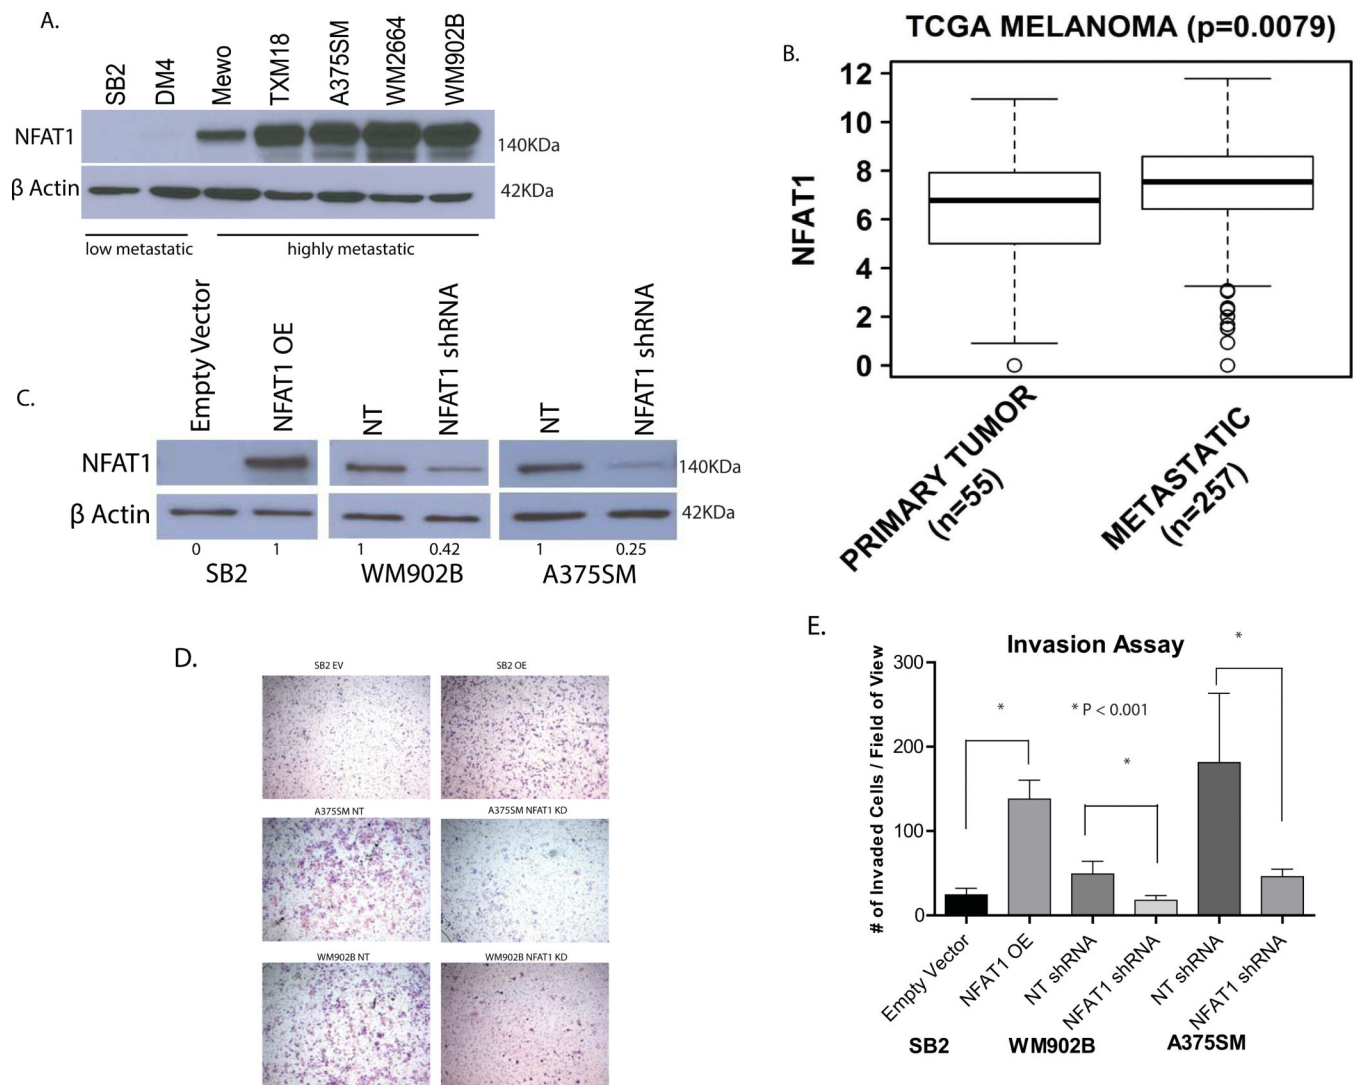 A.
SB2
DM4
Mewo
TXM18
A375SM
WM2664
WM902B
NFAT1
140KDa
β Actin
42KDa
low metastatic
highly metastatic
B.
TCGA MELANOMA (p=0.0079)
NFAT1
12
10
8
6
4
2
0
PRIMARY TUMOR
(n=55)
METASTATIC
(n=257)
C.
Empty Vector
NFAT1 OE
NT
NFAT1 shRNA
NT
NFAT1 shRNA
NFAT1
140KDa
β Actin
42KDa
0 1 1 0.42 1 0.25
SB2 WM902B A375SM
D.
SB2 EV SB2 OE
A375SM NT A375SM NFAT1 KD
WM902B NT WM902B NFAT1 KD
E.
Invasion Assay
# of Invaded Cells / Field of View
300
200
100
0
*
* P < 0.001
*
*
Empty Vector
NFAT1 OE
NT shRNA
NFAT1 shRNA
NT shRNA
NFAT1 shRNA
SB2 WM902B A375SM